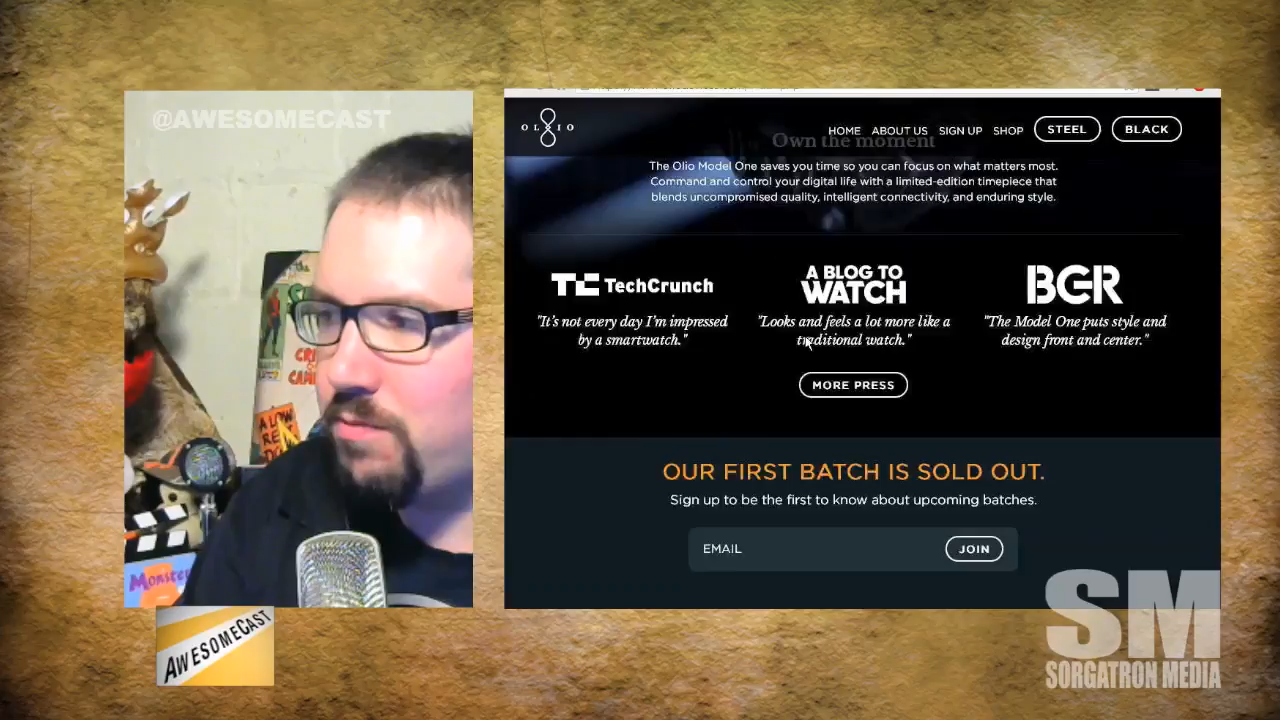 @AWESOMECAST
OLIO
HOME ABOUT US SIGN UP SHOP STEEL BLACK
Own the moment
The Olio Model One saves you time so you can focus on what matters most.
Command and control your digital life with a limited-edition timepiece that
blends uncompromised quality, intelligent connectivity, and enduring style.
TC TechCrunch
"It's not every day I'm impressed
by a smartwatch."
A BLOG TO
WATCH
"Looks and feels a lot more like a
traditional watch."
BGR
"The Model One puts style and
design front and center."
MORE PRESS
OUR FIRST BATCH IS SOLD OUT.
Sign up to be the first to know about upcoming batches.
EMAIL
JOIN
A LOW
Monster
AWESOMECAST
SM
SORGATRON MEDIA